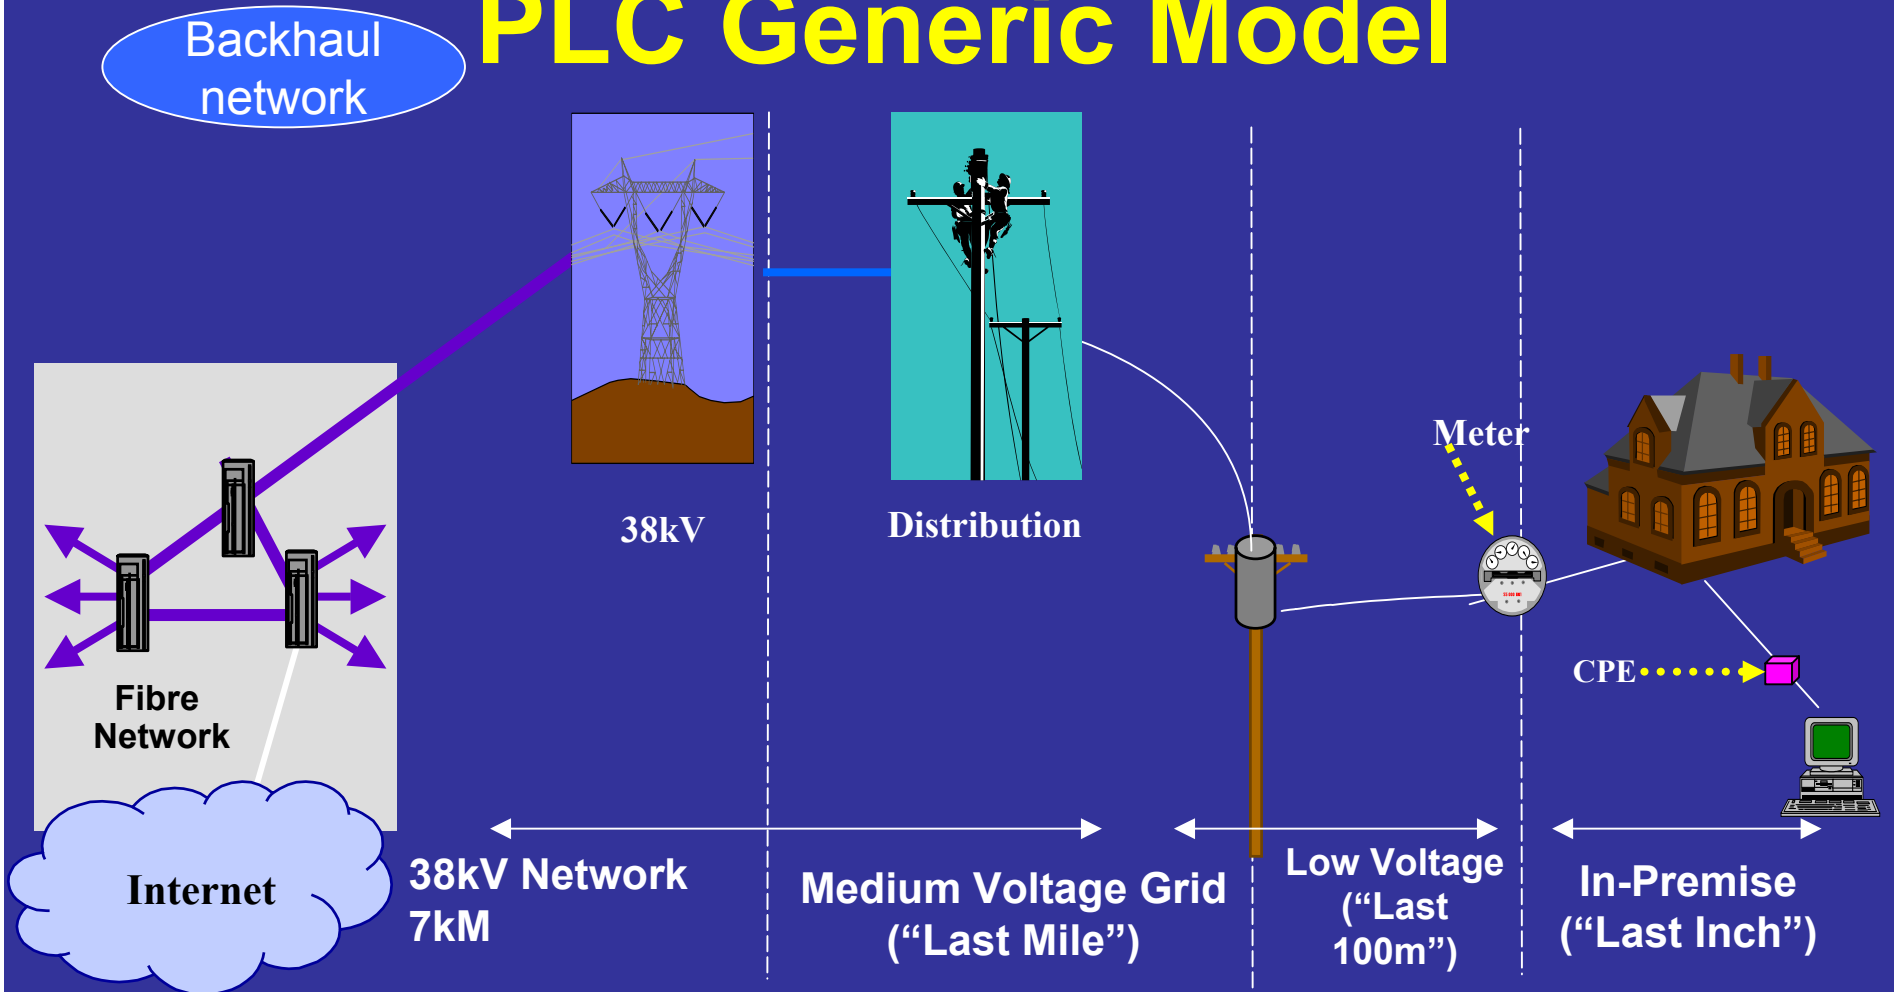 PLC Generic Model
Backhaul
network
38kV
Distribution
Meter
CPE
Fibre
Network
Internet
38kV Network
7kM
Medium Voltage Grid
(“Last Mile”)
Low Voltage
(“Last
100m”)
In-Premise
(“Last Inch”)